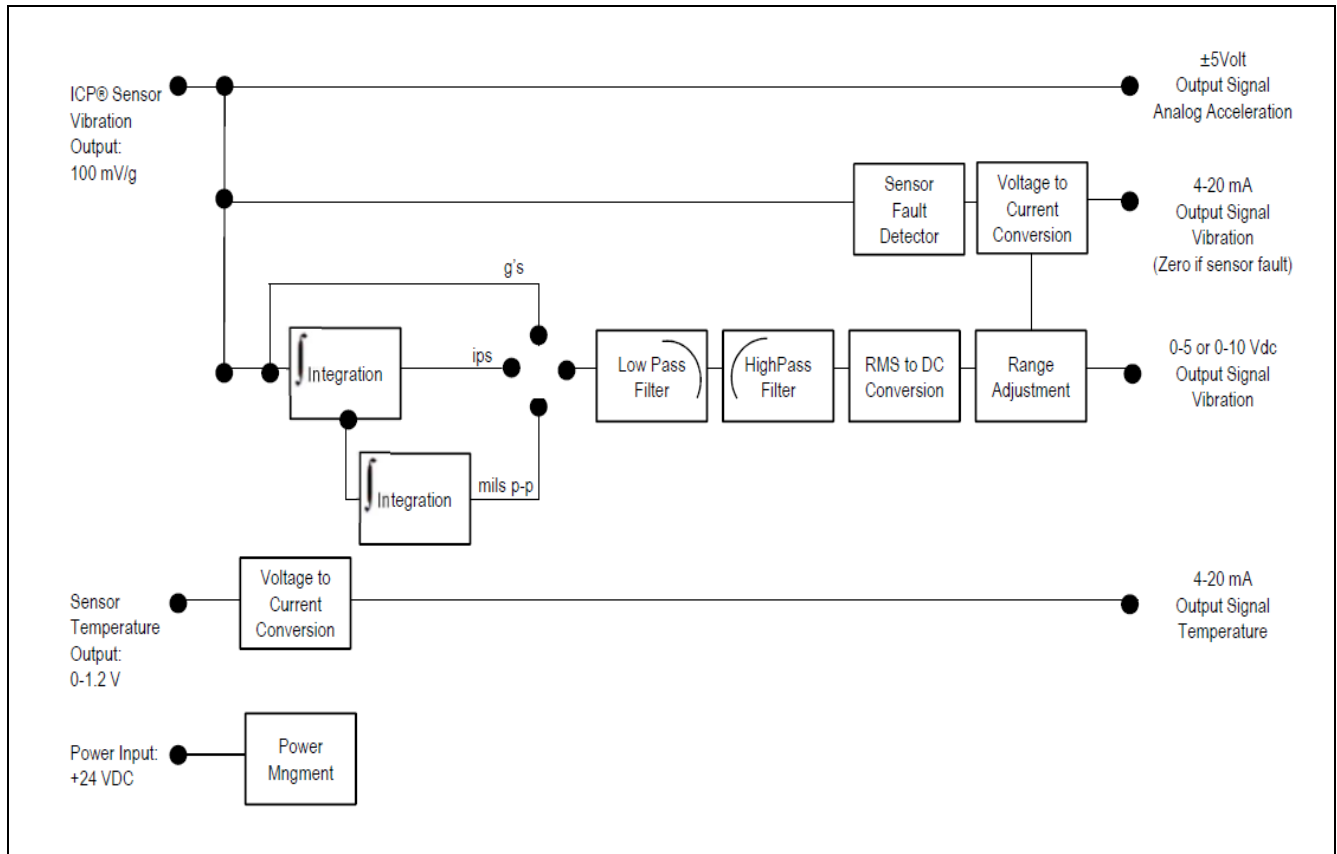 ICP® Sensor
Vibration
Output:
100 mV/g
±5Volt
Output Signal
Analog Acceleration
Sensor
Fault
Detector
Voltage to
Current
Conversion
4-20 mA
Output Signal
Vibration
(Zero if sensor fault)
g's
∫Integration
ips
Low Pass
Filter
HighPass
Filter
RMS to DC
Conversion
Range
Adjustment
0-5 or 0-10 Vdc
Output Signal
Vibration
∫Integration
mils p-p
Sensor
Temperature
Output:
0-1.2 V
Voltage to
Current
Conversion
4-20 mA
Output Signal
Temperature
Power Input:
+24 VDC
Power
Mngment